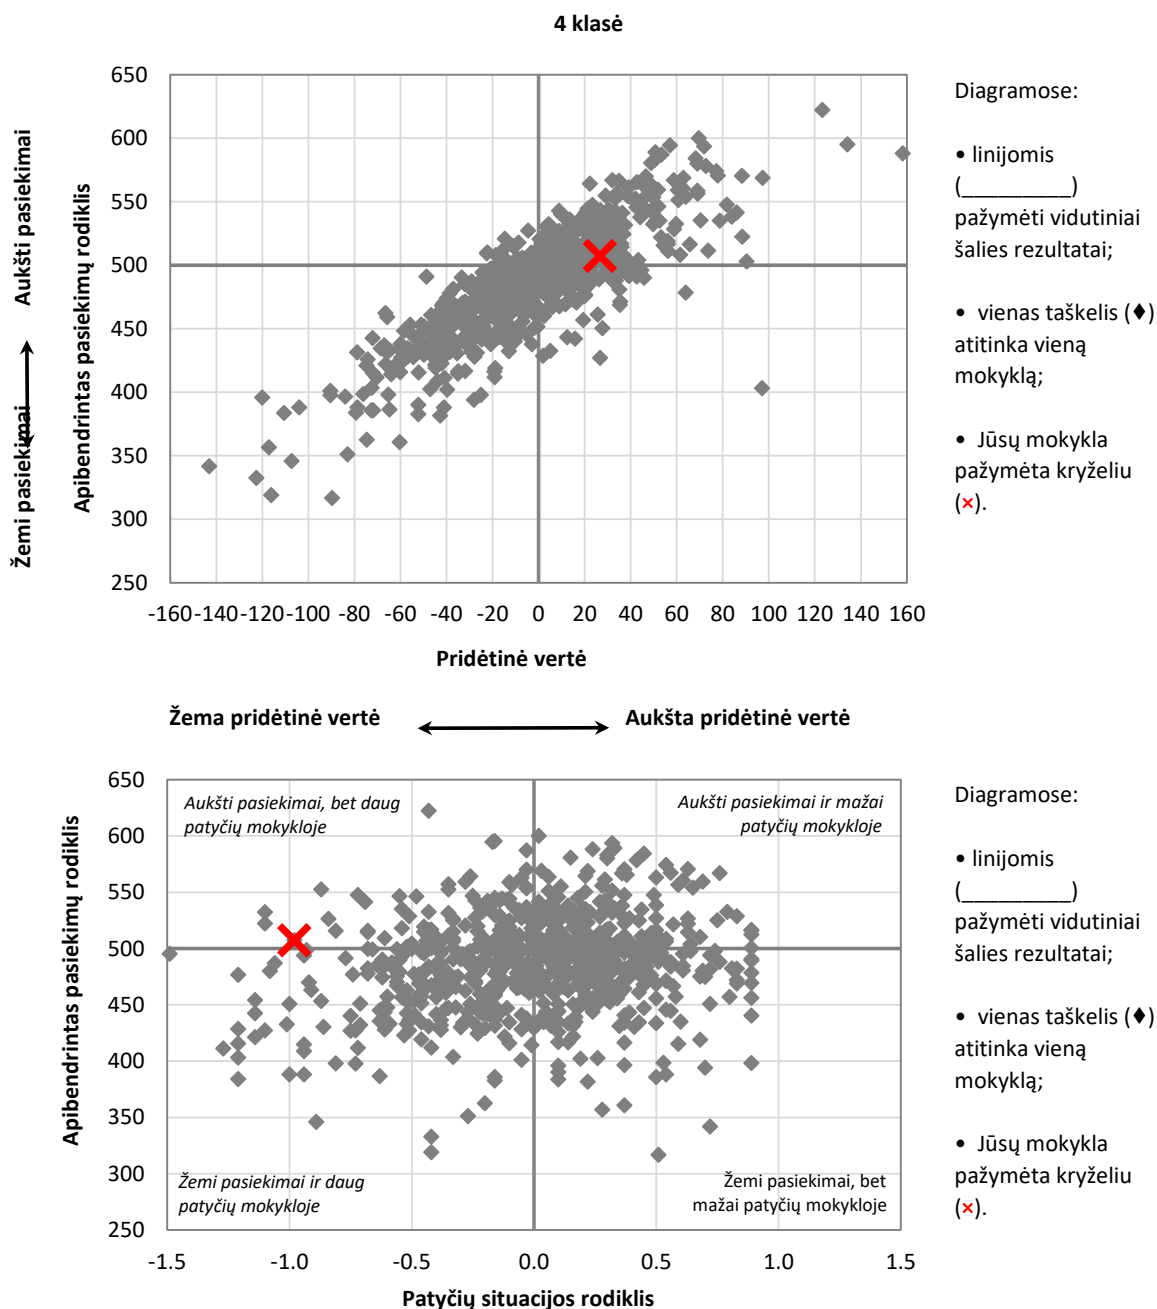 4 klasė
Aukšti pasiekimai
Žemi pasiekimai
Apibendrintas pasiekimų rodiklis
650
600
550
500
450
400
350
300
250
-160 -140 -120 -100 -80 -60 -40 -20 0 20 40 60 80 100 120 140 160
Pridėtinė vertė
Žema pridėtinė vertė
Aukšta pridėtinė vertė
Diagramose:
• linijomis
(_________)
pažymėti vidutiniai
šalies rezultatai;
• vienas taškelis (♦)
atitinka vieną
mokyklą;
• Jūsų mokykla
pažymėta kryželiu
(×).
Apibendrintas pasiekimų rodiklis
650
600
550
500
450
400
350
300
250
Aukšti pasiekimai, bet daug
patyčių mokykloje
Aukšti pasiekimai ir mažai
patyčių mokykloje
Žemi pasiekimai ir daug
patyčių mokykloje
Žemi pasiekimai, bet
mažai patyčių mokykloje
-1.5 -1.0 -0.5 0.0 0.5 1.0 1.5
Patyčių situacijos rodiklis
Diagramose:
• linijomis
(_________)
pažymėti vidutiniai
šalies rezultatai;
• vienas taškelis (♦)
atitinka vieną
mokyklą;
• Jūsų mokykla
pažymėta kryželiu
(×).